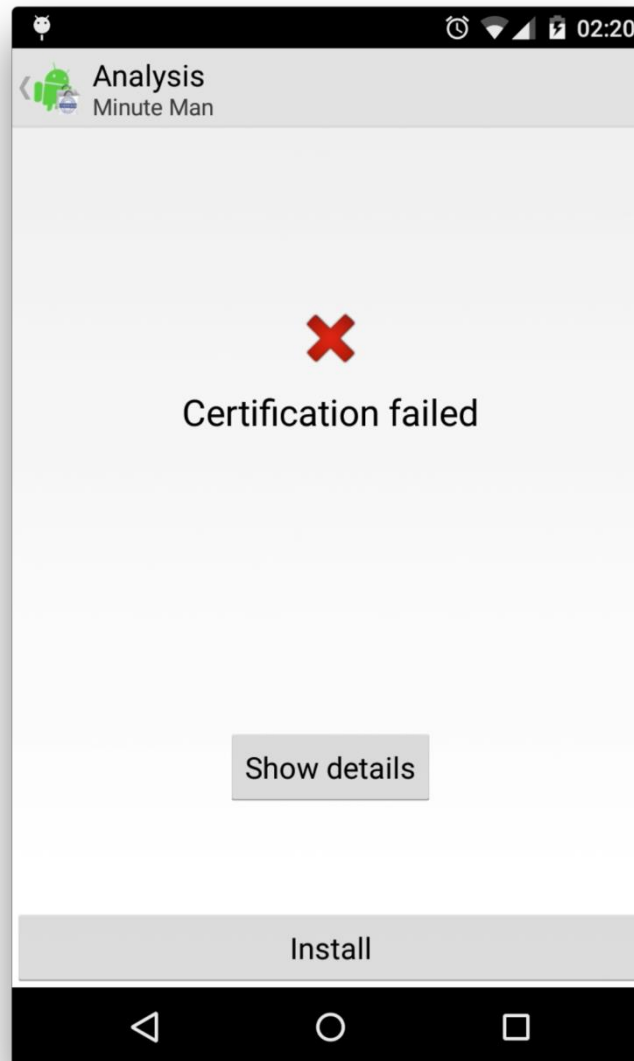 02:20
Analysis
Minute Man
Certification failed
Show details
Install